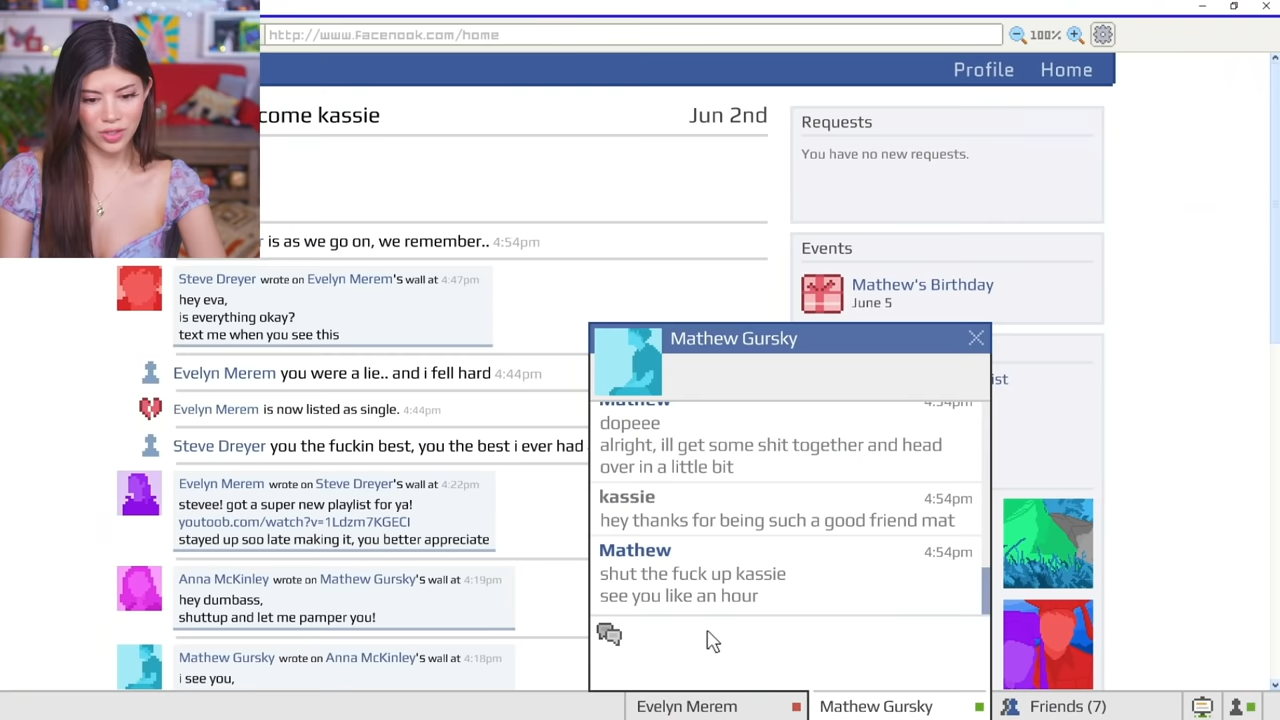 http://www.facenook.com/home
100%
Profile
Home
come kassie
Jun 2nd
is as we go on, we remember.. 4:54pm
Steve Dreyer wrote on Evelyn Merem's wall at 4:47pm
hey eva,
is everything okay?
text me when you see this
Evelyn Merem you were a lie.. and i fell hard 4:44pm
Evelyn Merem is now listed as single. 4:44pm
Steve Dreyer you the fuckin best, you the best i ever had
Evelyn Merem wrote on Steve Dreyer's wall at 4:22pm
stevee! got a super new playlist for ya!
youtoob.com/watch?v=1Ldzm7KGECI
stayed up soo late making it, you better appreciate
Anna McKinley wrote on Mathew Gursky's wall at 4:19pm
hey dumbass,
shuttup and let me pamper you!
Mathew Gursky wrote on Anna McKinley's wall at 4:18pm
i see you,
Requests
You have no new requests.
Events
Mathew's Birthday
June 5
ist
Mathew Gursky
Mathew 4:54pm
dopeee
alright, ill get some shit together and head
over in a little bit
kassie 4:54pm
hey thanks for being such a good friend mat
Mathew 4:54pm
shut the fuck up kassie
see you like an hour
Evelyn Merem
Mathew Gursky
Friends (7)